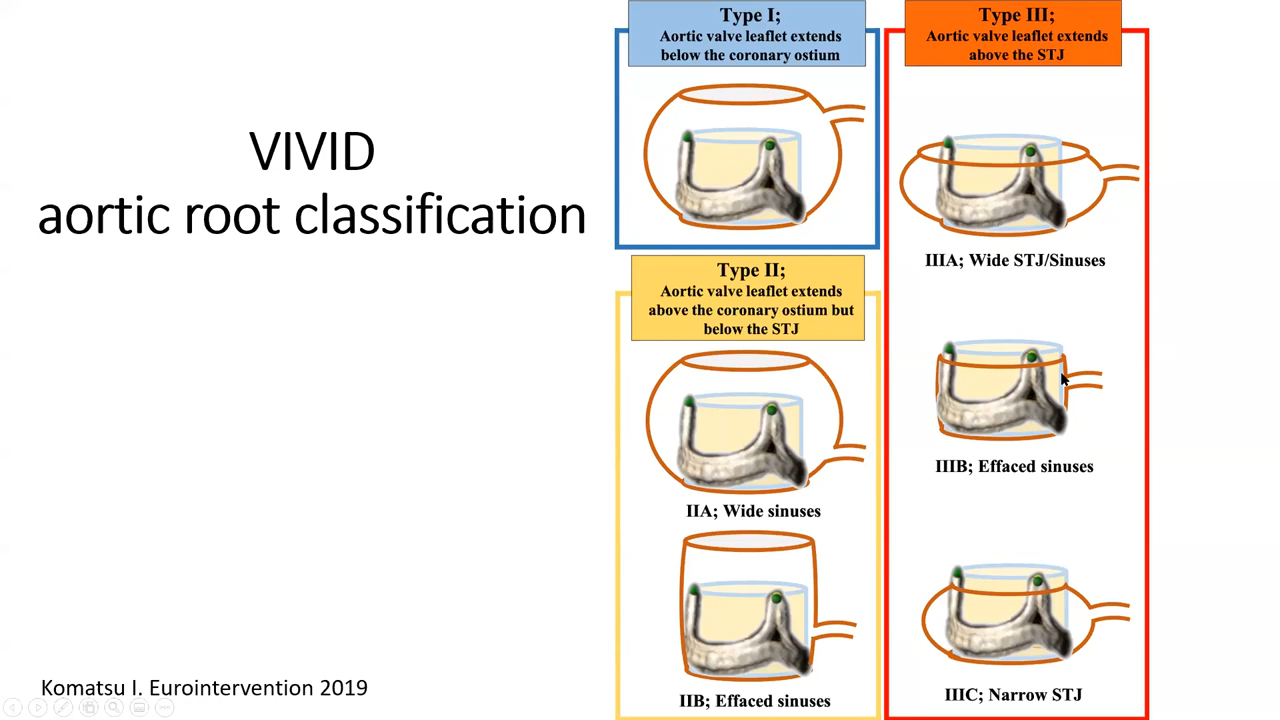 VIVID
aortic root classification
Type I;
Aortic valve leaflet extends
below the coronary ostium
Type II;
Aortic valve leaflet extends
above the coronary ostium but
below the STJ
IIA; Wide sinuses
IIB; Effaced sinuses
Type III;
Aortic valve leaflet extends
above the STJ
IIIA; Wide STJ/Sinuses
IIIB; Effaced sinuses
IIIC; Narrow STJ
Komatsu I. Eurointervention 2019